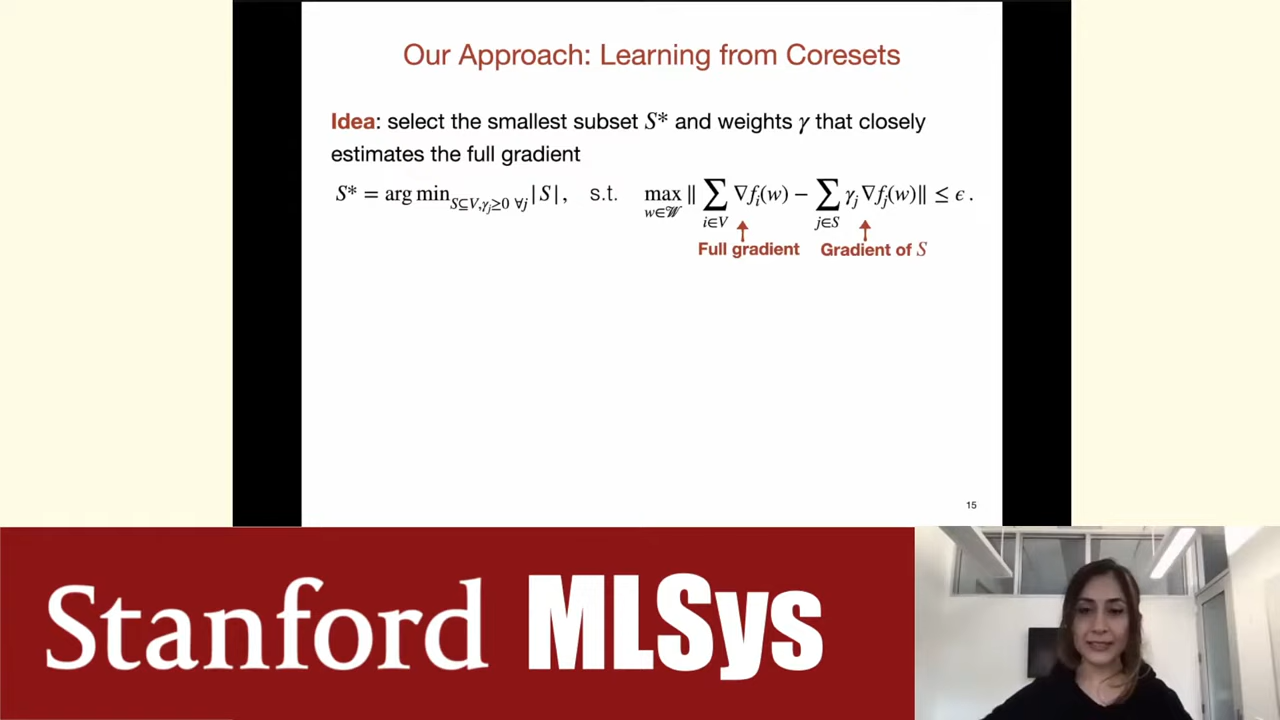 Our Approach: Learning from Coresets
Idea: select the smallest subset S* and weights γ that closely
estimates the full gradient
S* = arg min_{S⊆V,γ_j≥0 ∀j} |S|, s.t. max_{w∈𝒲} ‖ ∑_{i∈V} ∇f_i(w) − ∑_{j∈S} γ_j∇f_j(w)‖ ≤ ϵ.
Full gradient Gradient of S
15
Stanford MLSys